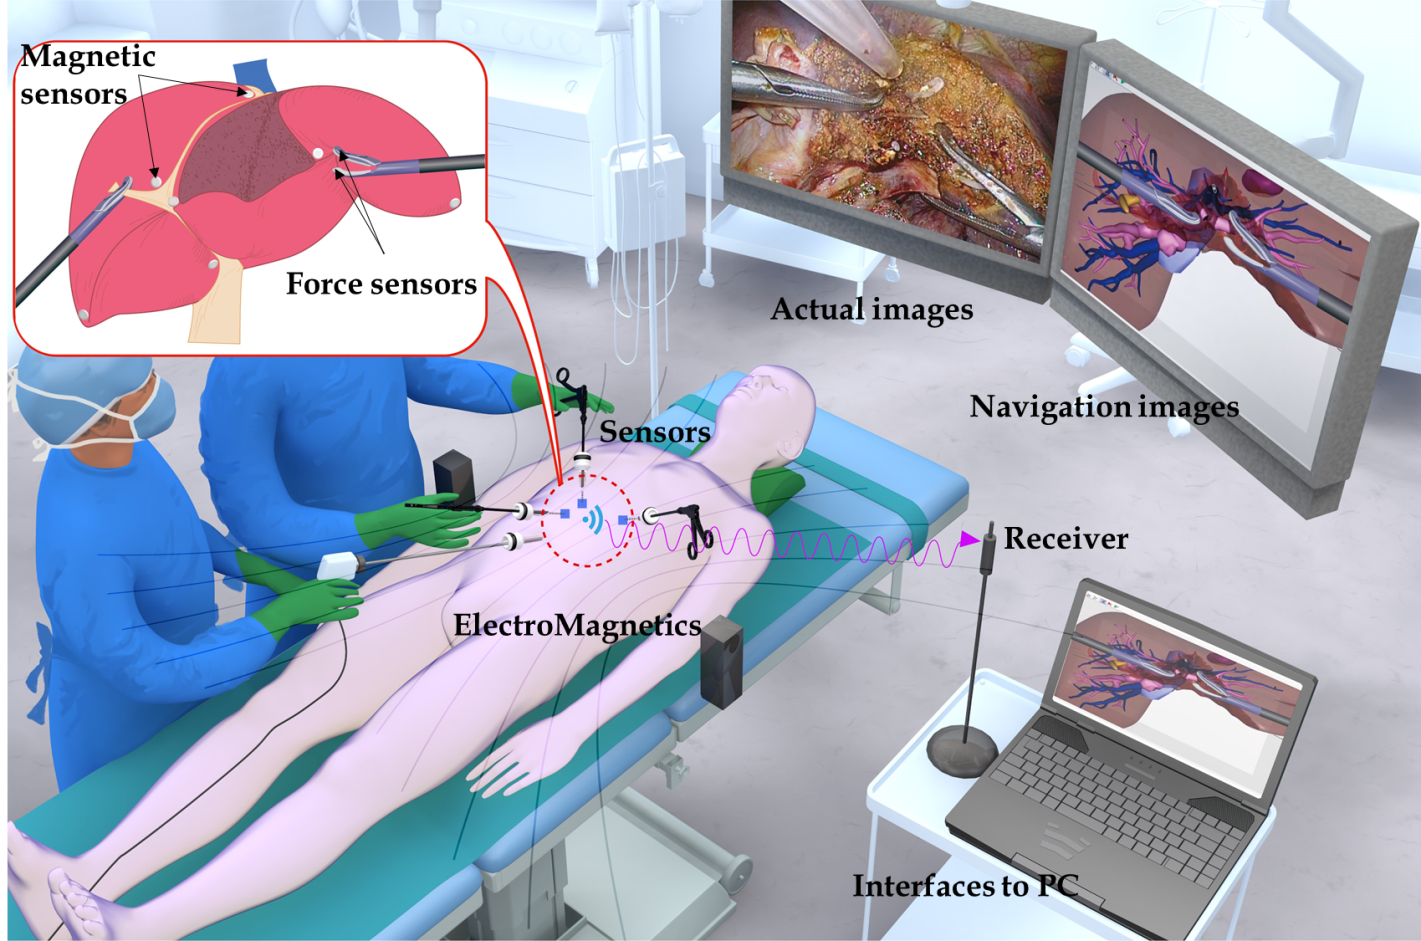 Magnetic
sensors
Force sensors
Actual images
Navigation images
Sensors
Receiver
ElectroMagnetics
Interfaces to PC